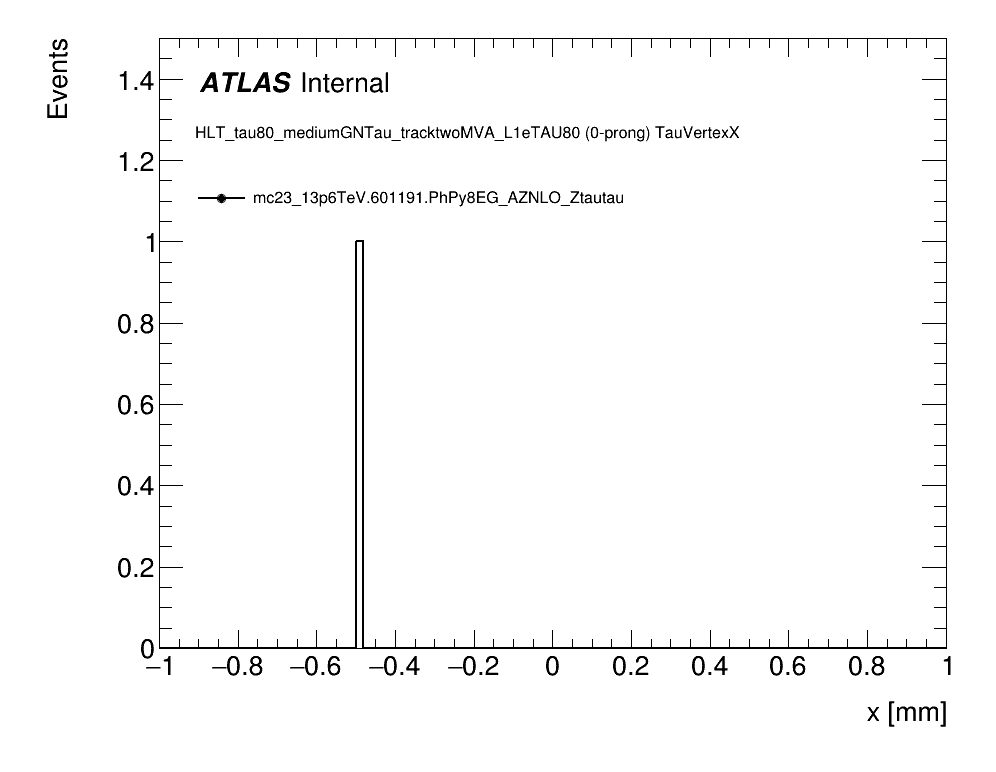 Events
ATLAS Internal
HLT_tau80_mediumGNTau_tracktwoMVA_L1eTAU80 (0-prong) TauVertexX
mc23_13p6TeV.601191.PhPy8EG_AZNLO_Ztautau
1.4
1.2
1
0.8
0.6
0.4
0.2
0
−1 −0.8 −0.6 −0.4 −0.2 0 0.2 0.4 0.6 0.8 1
x [mm]